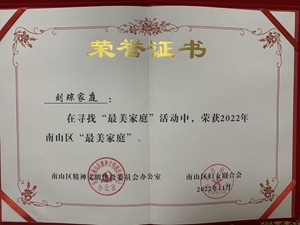 荣誉证书
刘琼家庭：
在寻找“最美家庭”活动中，荣获2022年
南山区“最美家庭”。
南山区精神文明建设委员会办公室
南山区妇女联合会
2022年11月